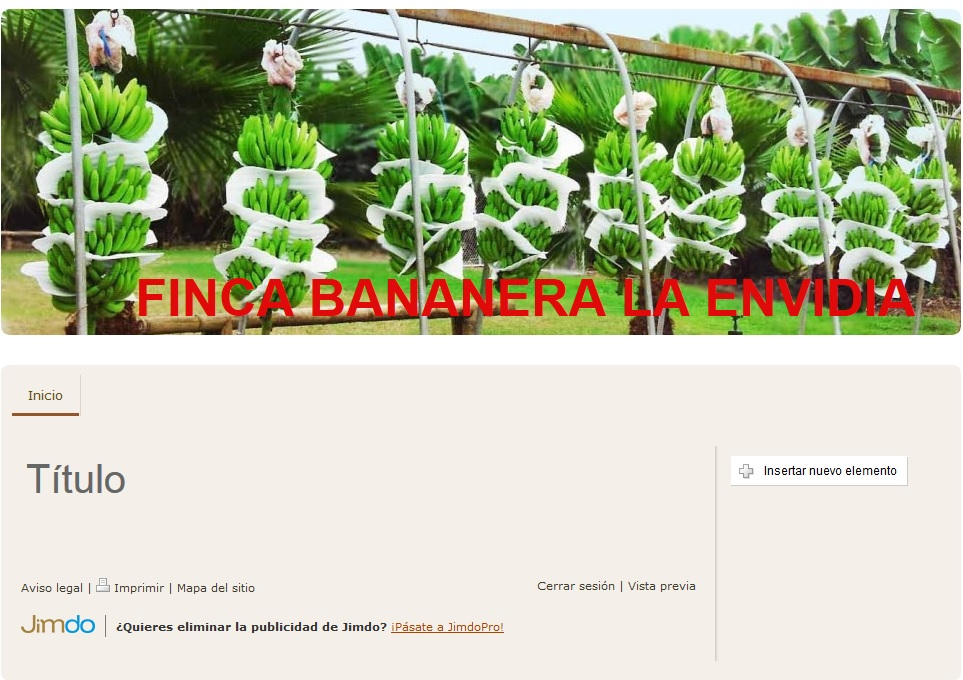 FINCA BANANERA LA ENVIDIA
Inicio
Título
Insertar nuevo elemento
Aviso legal | Imprimir | Mapa del sitio
Cerrar sesión | Vista previa
Jimdo | ¿Quieres eliminar la publicidad de Jimdo? ¡Pásate a JimdoPro!